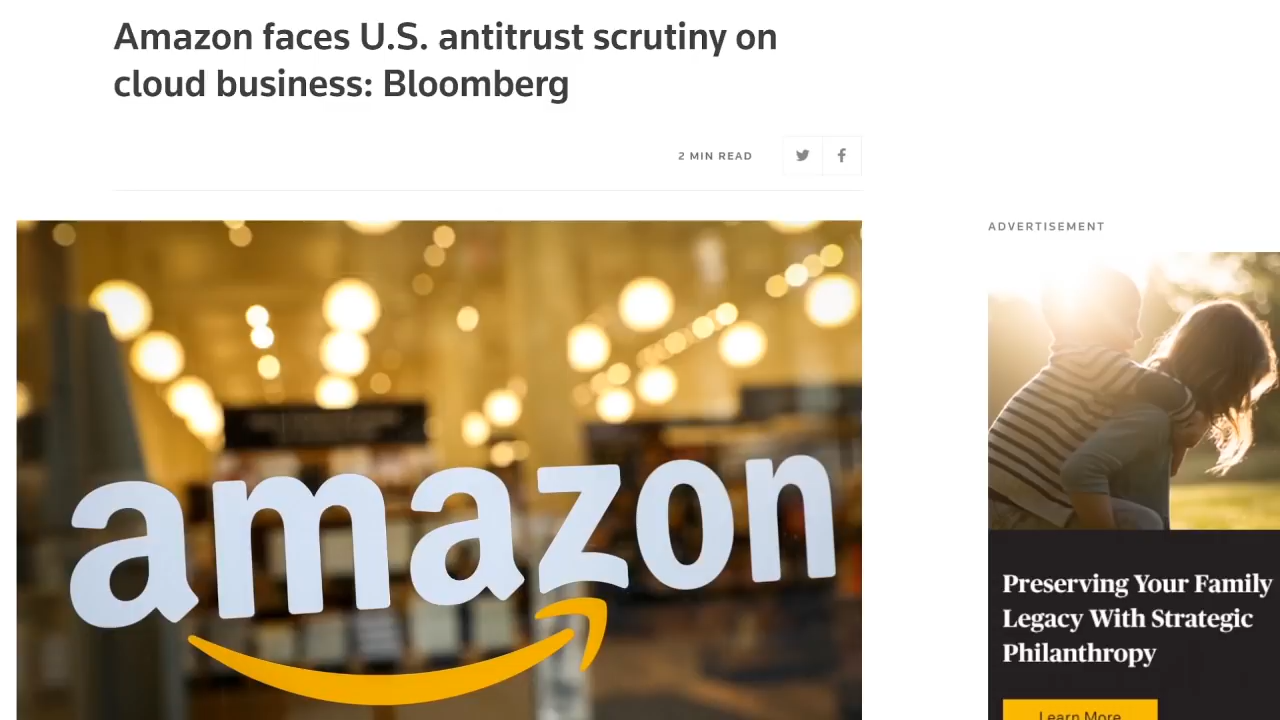 Amazon faces U.S. antitrust scrutiny on
cloud business: Bloomberg
2 MIN READ
ADVERTISEMENT
amazon
Preserving Your Family
Legacy With Strategic
Philanthropy
Learn More